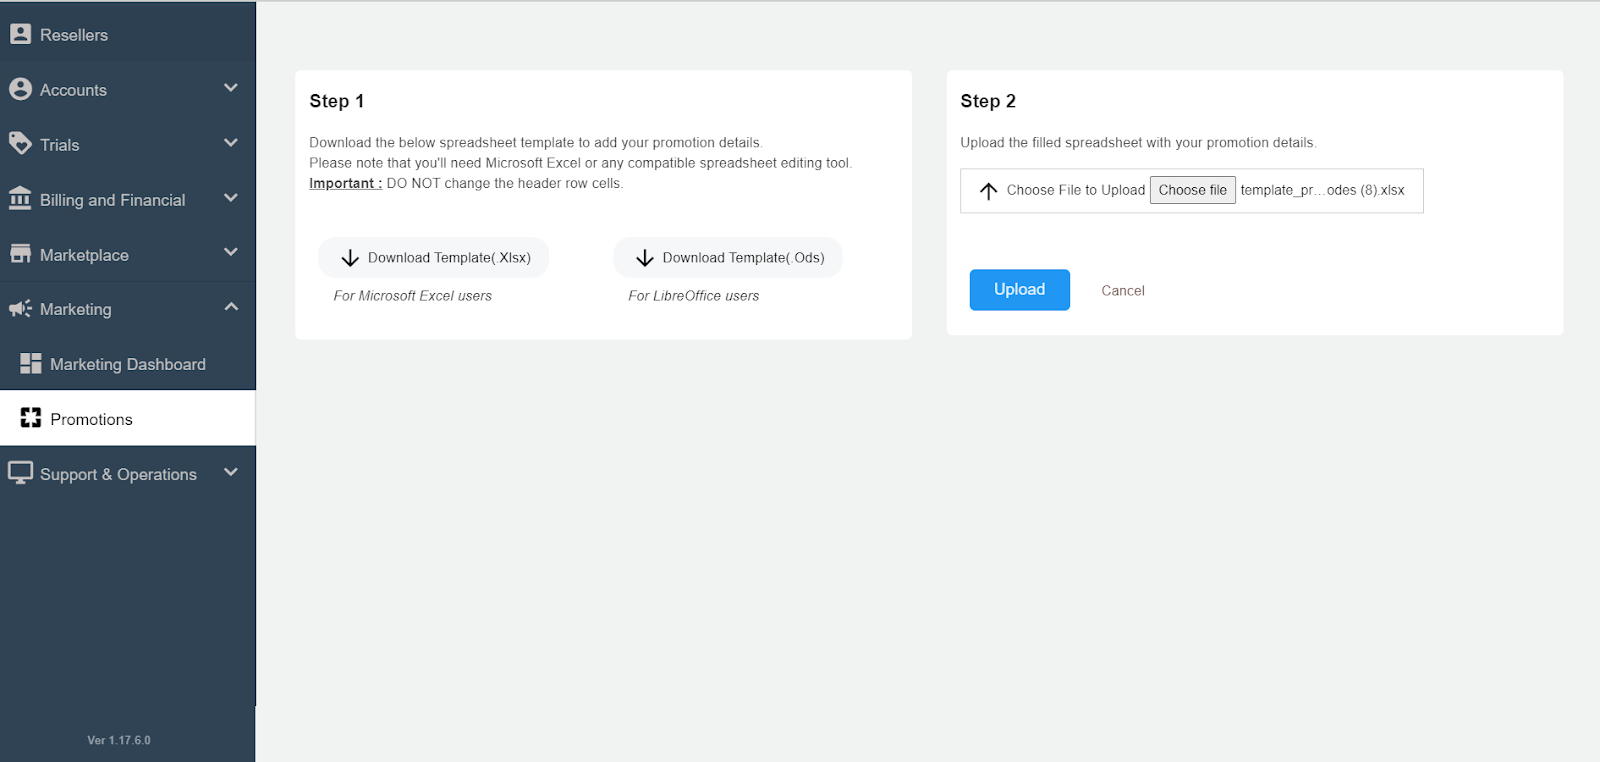 Resellers
Accounts
Trials
Billing and Financial
Marketplace
Marketing
Marketing Dashboard
Promotions
Support & Operations
Ver 1.17.6.0
Step 1
Download the below spreadsheet template to add your promotion details.
Please note that you'll need Microsoft Excel or any compatible spreadsheet editing tool.
Important : DO NOT change the header row cells.
Download Template(.Xlsx)
For Microsoft Excel users
Download Template(.Ods)
For LibreOffice users
Step 2
Upload the filled spreadsheet with your promotion details.
Choose File to Upload Choose file template_pr...odes (8).xlsx
Upload Cancel